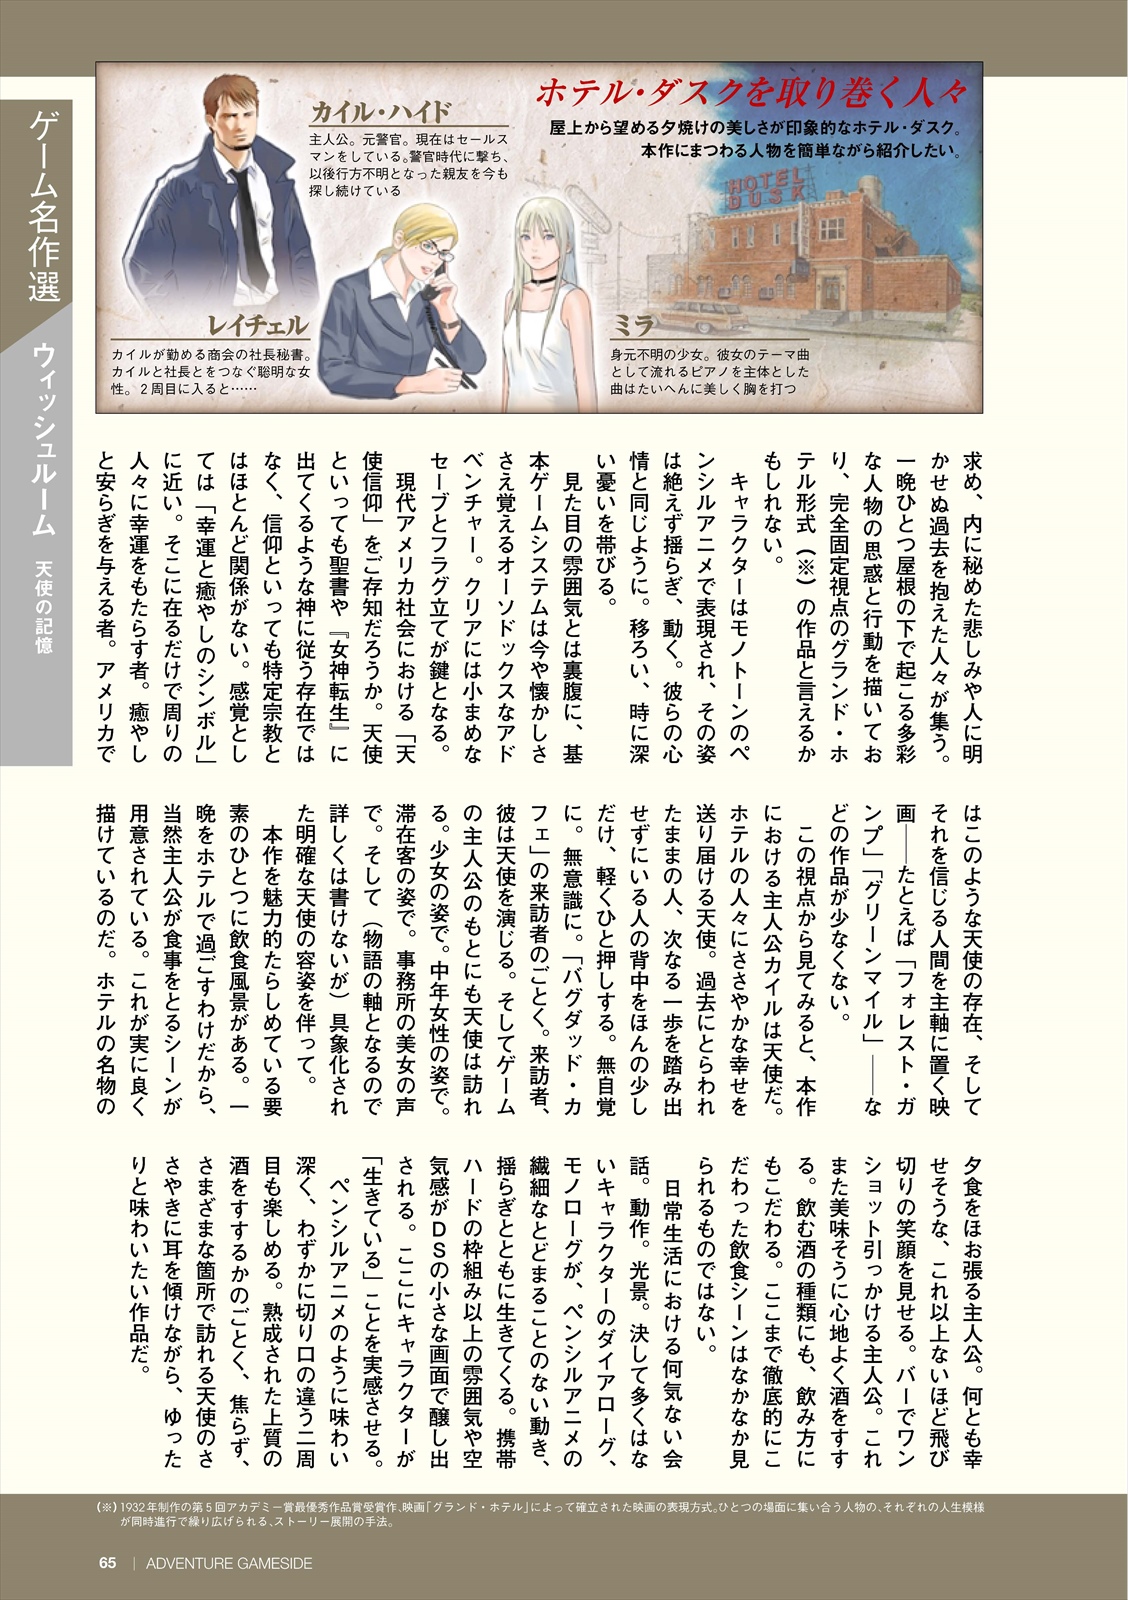 ゲーム名作選
ウィッシュルーム 天使の記憶
ホテル・ダスクを取り巻く人々
屋上から望める夕焼けの美しさが印象的なホテル・ダスク。
本作にまつわる人物を簡単ながら紹介したい。
カイル・ハイド
主人公。元警官。現在はセールス
マンをしている。警官時代に撃ち、
以後行方不明となった親友を今も
探し続けている
HOTEL
DUSK
レイチェル
カイルが勤める商会の社長秘書。
カイルと社長とをつなぐ聡明な女
性。２周目に入ると……
ミラ
身元不明の少女。彼女のテーマ曲
として流れるピアノを主体とした
曲はたいへんに美しく胸を打つ
求め、内に秘めた悲しみや人に明
かせぬ過去を抱えた人々が集う。
一晩ひとつ屋根の下で起こる多彩
な人物の思惑と行動を描いてお
り、完全固定視点のグランド・ホ
テル形式（※）の作品と言えるか
もしれない。
キャラクターはモノトーンのペ
ンシルアニメで表現され、その姿
は絶えず揺らぎ、動く。彼らの心
情と同じように。移ろい、時に深
い憂いを帯びる。
見た目の雰囲気とは裏腹に、基
本ゲームシステムは今や懐かしさ
さえ覚えるオーソドックスなアド
ベンチャー。クリアには小まめな
セーブとフラグ立てが鍵となる。
現代アメリカ社会における「天
使信仰」をご存知だろうか。天使
といっても聖書や『女神転生』に
出てくるような神に従う存在では
なく、信仰といっても特定宗教と
はほとんど関係がない。感覚とし
ては「幸運と癒やしのシンボル」
に近い。そこに在るだけで周りの
人々に幸運をもたらす者。癒やし
と安らぎを与える者。アメリカで
はこのような天使の存在、そして
それを信じる人間を主軸に置く映
画――たとえば「フォレスト・ガ
ンプ」「グリーンマイル」――な
どの作品が少なくない。
この視点から見てみると、本作
における主人公カイルは天使だ。
ホテルの人々にささやかな幸せを
送り届ける天使。過去にとらわれ
たままの人、次なる一歩を踏み出
せずにいる人の背中をほんの少し
だけ、軽くひと押しする。無自覚
に。無意識に。「バグダッド・カ
フェ」の来訪者のごとく。来訪者、
彼は天使を演じる。そしてゲーム
の主人公のもとにも天使は訪れ
る。少女の姿で。中年女性の姿で。
滞在客の姿で。事務所の美女の声
で。そして（物語の軸となるので
詳しくは書けないが）具象化され
た明確な天使の容姿を伴って。
本作を魅力的たらしめている要
素のひとつに飲食風景がある。一
晩をホテルで過ごすわけだから、
当然主人公が食事をとるシーンが
用意されている。これが実に良く
描けているのだ。ホテルの名物の
夕食をほお張る主人公。何とも幸
せそうな、これ以上ないほど飛び
切りの笑顔を見せる。バーでワン
ショット引っかける主人公。これ
また美味そうに心地よく酒をすす
る。飲む酒の種類にも、飲み方に
もこだわる。ここまで徹底的にこ
だわった飲食シーンはなかなか見
られるものではない。
日常生活における何気ない会
話。動作。光景。決して多くはな
いキャラクターのダイアローグ、
モノローグが、ペンシルアニメの
繊細なとどまることのない動き、
揺らぎとともに生きてくる。携帯
ハードの枠組み以上の雰囲気や空
気感がＤＳの小さな画面で醸し出
される。ここにキャラクターが
「生きている」ことを実感させる。
ペンシルアニメのように味わい
深く、わずかに切り口の違う二周
目も楽しめる。熟成された上質の
酒をすするかのごとく、焦らず、
さまざまな箇所で訪れる天使のさ
さやきに耳を傾けながら、ゆった
りと味わいたい作品だ。
（※）1932年制作の第５回アカデミー賞最優秀作品賞受賞作、映画「グランド・ホテル」によって確立された映画の表現方式。ひとつの場面に集い合う人物の、それぞれの人生模様
が同時進行で繰り広げられる、ストーリー展開の手法。
65 | ADVENTURE GAMESIDE